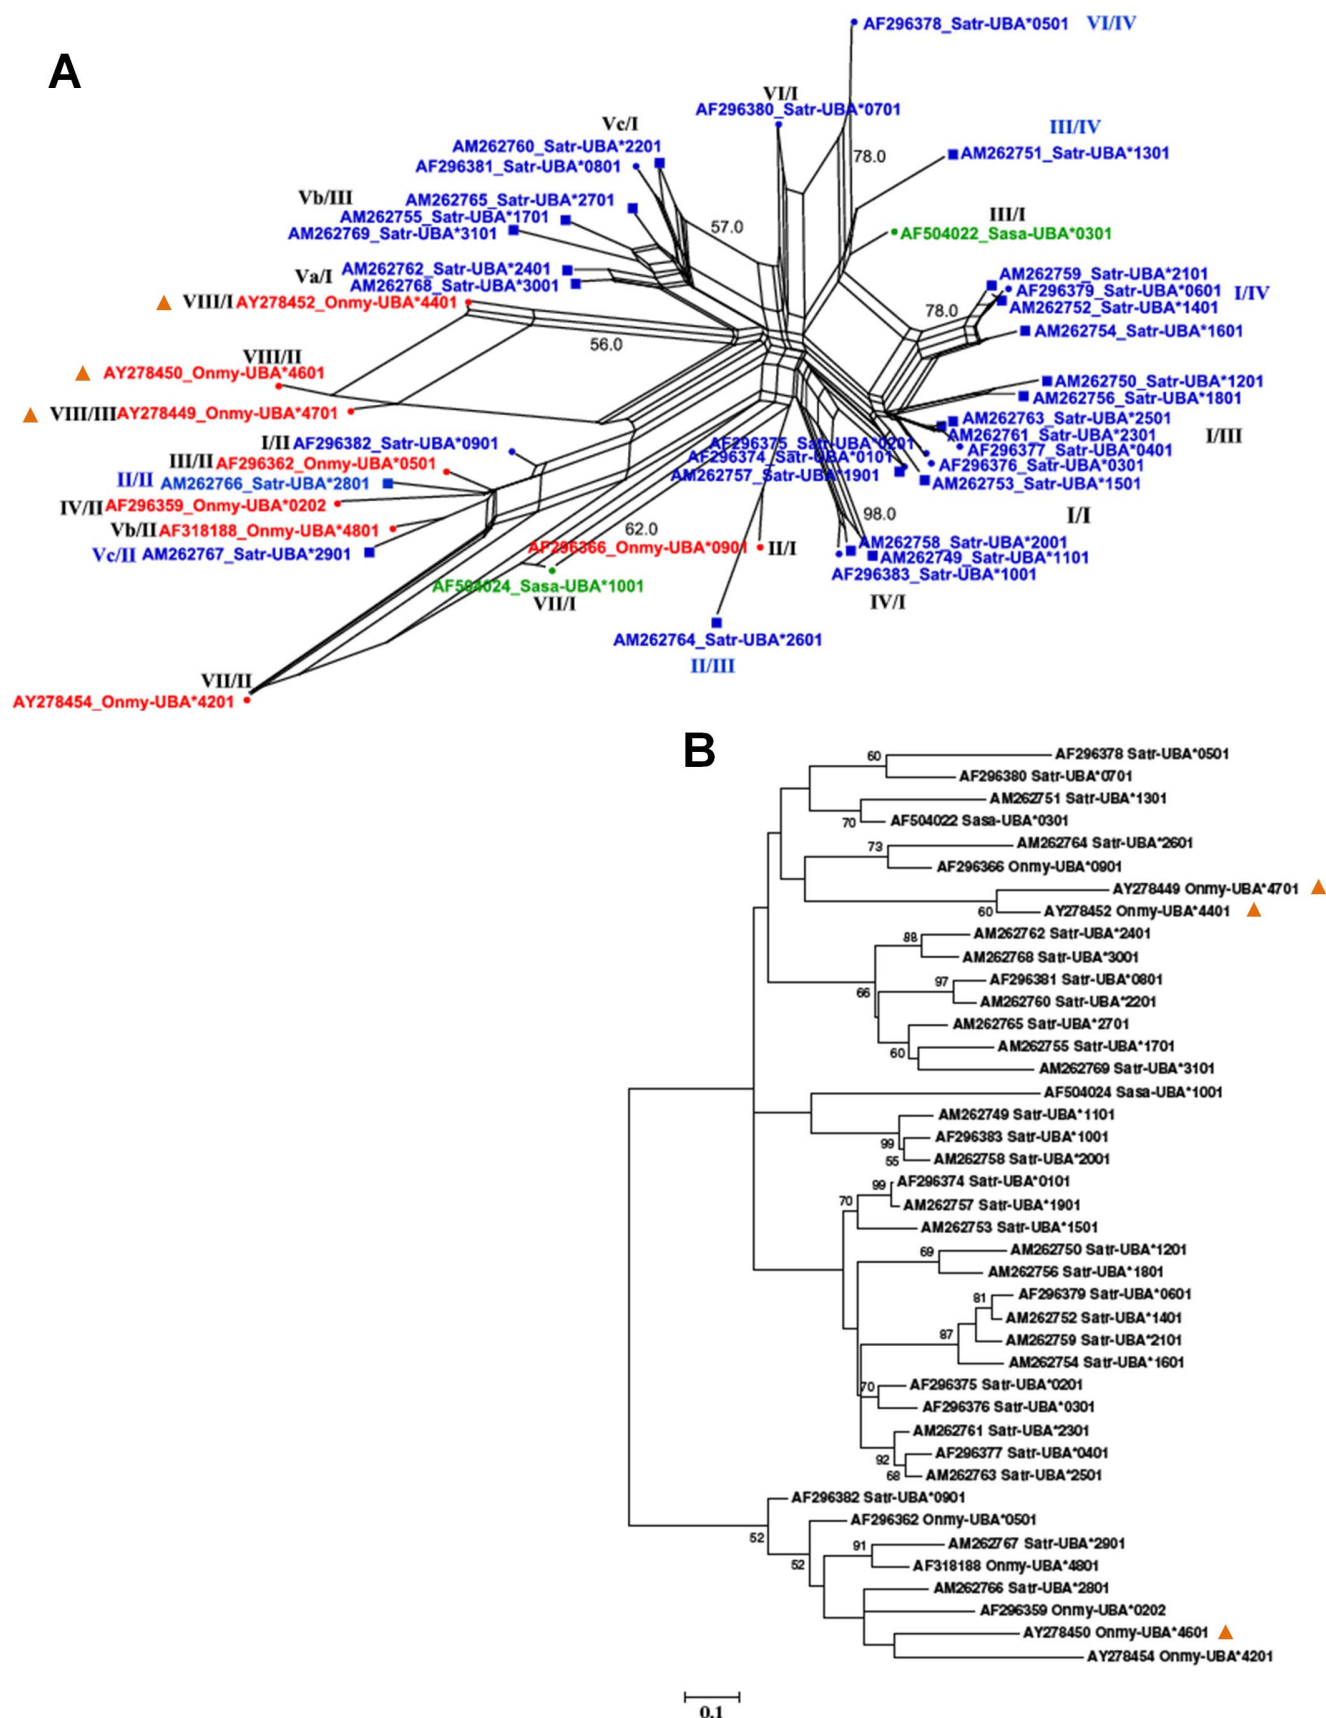 A
AF296378_Satr-UBA*0501 VI/IV
VI/I
AF296380_Satr-UBA*0701
Vc/I
III/IV
AM262760_Satr-UBA*2201
78.0
AM262751_Satr-UBA*1301
AF296381_Satr-UBA*0801
Vb/III
AM262765_Satr-UBA*2701
AM262755_Satr-UBA*1701
III/I
57.0
AM262769_Satr-UBA*3101
AF504022_Sasa-UBA*0301
Va/I
AM262762_Satr-UBA*2401
AM262759_Satr-UBA*2101
AM262768_Satr-UBA*3001
AF296379_Satr-UBA*0601 I/IV
VIII/I AY278452_Onmy-UBA*4401
AM262752_Satr-UBA*1401
78.0
AM262754_Satr-UBA*1601
56.0
VIII/II
AY278450_Onmy-UBA*4601
AM262750_Satr-UBA*1201
AM262756_Satr-UBA*1801
VIII/III AY278449_Onmy-UBA*4701
AM262763_Satr-UBA*2501
AM262761_Satr-UBA*2301
I/III
I/II AF296382_Satr-UBA*0901
AF296375_Satr-UBA*0201
AF296377_Satr-UBA*0401
III/II AF296362_Onmy-UBA*0501
AF296374_Satr-UBA*0101
AF296376_Satr-UBA*0301
II/II AM262766_Satr-UBA*2801
AM262757_Satr-UBA*1901
AM262753_Satr-UBA*1501
IV/II AF296359_Onmy-UBA*0202
I/I
98.0
Vb/II AF318188_Onmy-UBA*4801
62.0
AM262758_Satr-UBA*2001
Vc/II AM262767_Satr-UBA*2901
AF296366_Onmy-UBA*0901 II/I
AM262749_Satr-UBA*1101
AF296383_Satr-UBA*1001
AF504024_Sasa-UBA*1001
VII/I
IV/I
AM262764_Satr-UBA*2601
II/III
VII/II
AY278454_Onmy-UBA*4201
B
60
AF296378 Satr-UBA*0501
AF296380 Satr-UBA*0701
AM262751 Satr-UBA*1301
70
AF504022 Sasa-UBA*0301
73
AM262764 Satr-UBA*2601
AF296366 Onmy-UBA*0901
AY278449 Onmy-UBA*4701
60
AY278452 Onmy-UBA*4401
88
AM262762 Satr-UBA*2401
AM262768 Satr-UBA*3001
66
97
AF296381 Satr-UBA*0801
AM262760 Satr-UBA*2201
AM262765 Satr-UBA*2701
60
AM262755 Satr-UBA*1701
AM262769 Satr-UBA*3101
AF504024 Sasa-UBA*1001
AM262749 Satr-UBA*1101
99
AF296383 Satr-UBA*1001
55
AM262758 Satr-UBA*2001
99
AF296374 Satr-UBA*0101
70
AM262757 Satr-UBA*1901
AM262753 Satr-UBA*1501
69
AM262750 Satr-UBA*1201
AM262756 Satr-UBA*1801
81
AF296379 Satr-UBA*0601
AM262752 Satr-UBA*1401
87
AM262759 Satr-UBA*2101
AM262754 Satr-UBA*1601
70
AF296375 Satr-UBA*0201
AF296376 Satr-UBA*0301
AM262761 Satr-UBA*2301
92
AF296377 Satr-UBA*0401
68
AM262763 Satr-UBA*2501
AF296382 Satr-UBA*0901
52
AF296362 Onmy-UBA*0501
91
AM262767 Satr-UBA*2901
52
AF318188 Onmy-UBA*4801
AM262766 Satr-UBA*2801
AF296359 Onmy-UBA*0202
AY278450 Onmy-UBA*4601
AY278454 Onmy-UBA*4201
0.1